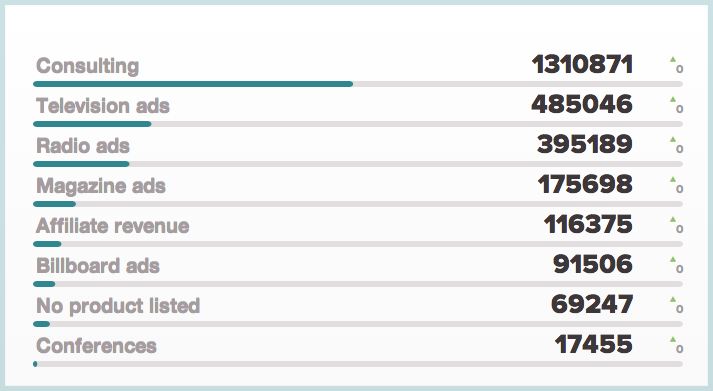 Consulting 1310871 ▲ 0
Television ads 485046 ▲ 0
Radio ads 395189 ▲ 0
Magazine ads 175698 ▲ 0
Affiliate revenue 116375 ▲ 0
Billboard ads 91506 ▲ 0
No product listed 69247 ▲ 0
Conferences 17455 ▲ 0